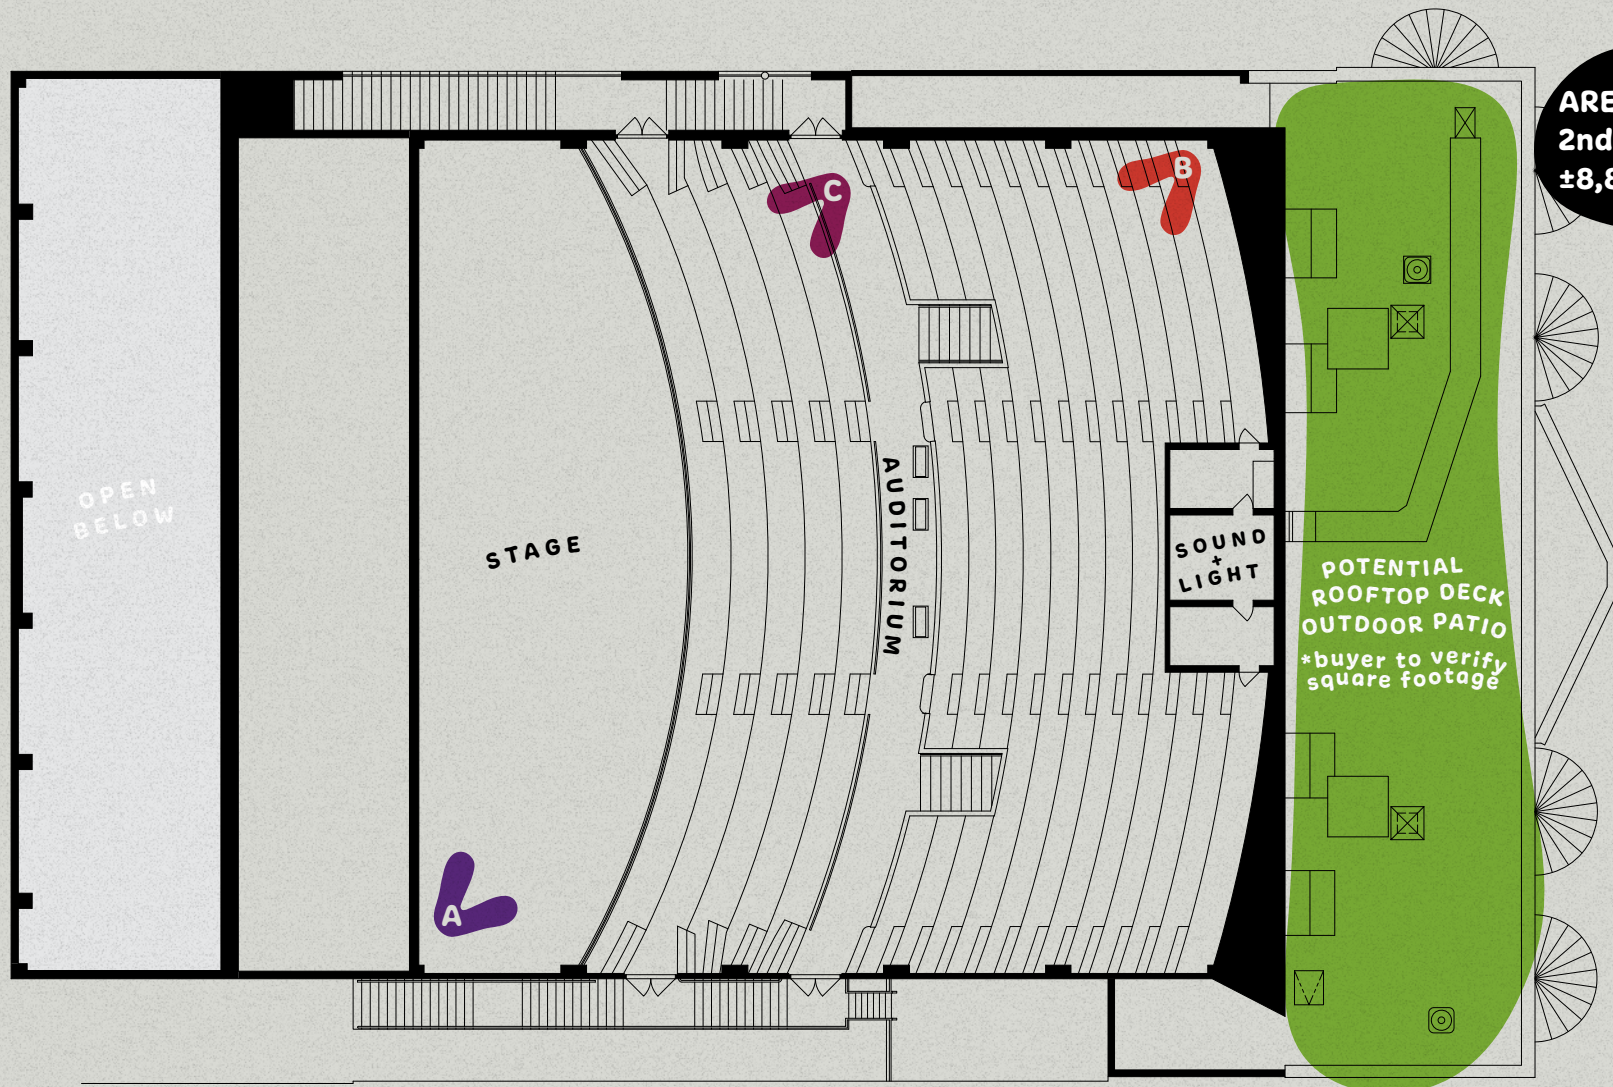 ARE
2nd
±8,8
C
B
OPEN
BELOW
STAGE
AUDITORIUM
SOUND
+
LIGHT
POTENTIAL
ROOFTOP DECK
OUTDOOR PATIO
*buyer to verify
square footage
A